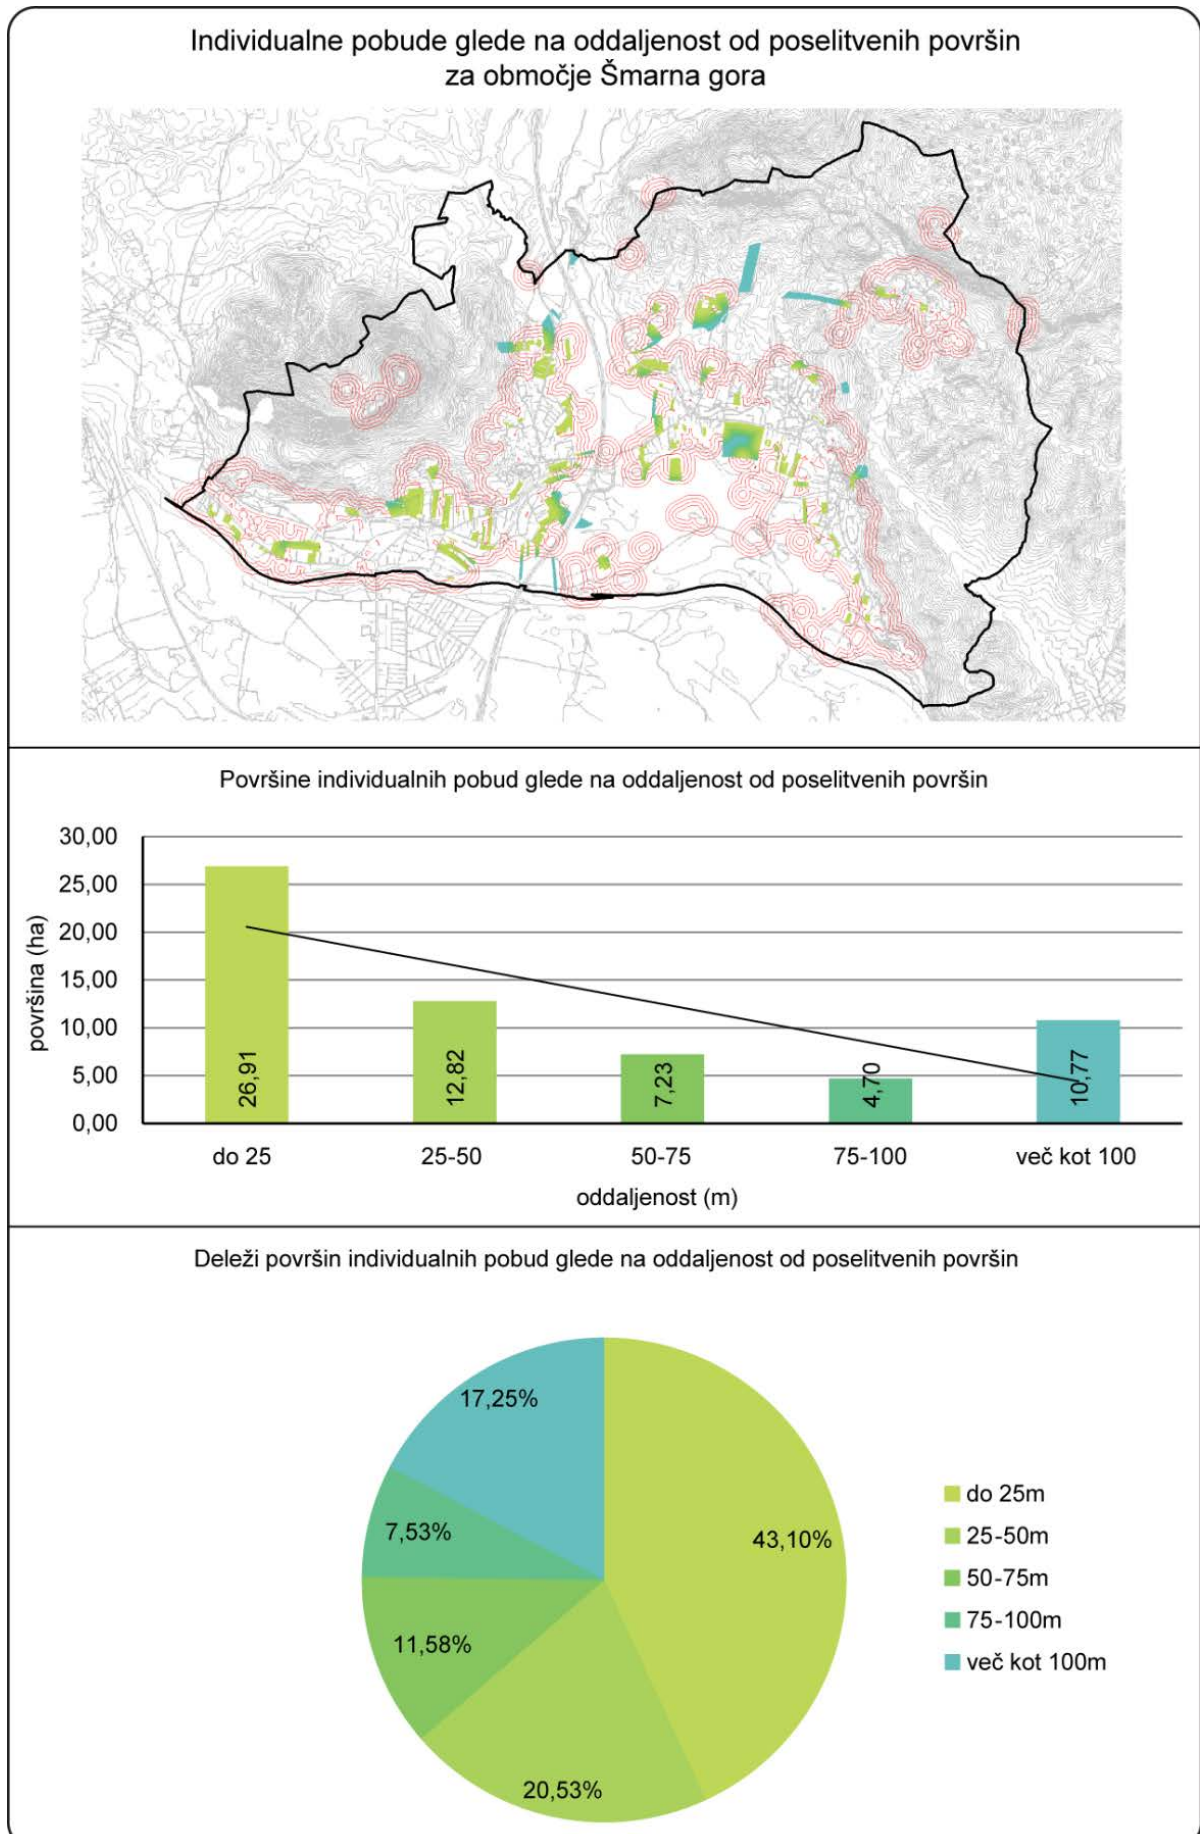 Individualne pobude glede na oddaljenost od poselitvenih površin
za območje Šmarna gora
Površine individualnih pobud glede na oddaljenost od poselitvenih površin
površina (ha)
30,00
25,00
20,00
15,00
10,00
5,00
0,00
26,91
12,82
7,23
4,70
10,77
do 25
25-50
50-75
75-100
več kot 100
oddaljenost (m)
Deleži površin individualnih pobud glede na oddaljenost od poselitvenih površin
17,25%
43,10%
7,53%
11,58%
20,53%
do 25m
25-50m
50-75m
75-100m
več kot 100m